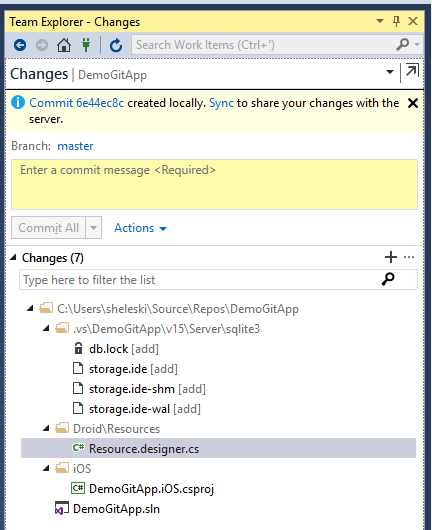 Team Explorer - Changes
Search Work Items (Ctrl+')
Changes | DemoGitApp
Commit 6e44ec8c created locally. Sync to share your changes with the
server.
Branch: master
Enter a commit message <Required>
Commit All
Actions
Changes (7)
Type here to filter the list
C:\Users\sheleski\Source\Repos\DemoGitApp
.vs\DemoGitApp\v15\Server\sqlite3
db.lock [add]
storage.ide [add]
storage.ide-shm [add]
storage.ide-wal [add]
Droid\Resources
C# Resource.designer.cs
iOS
C# DemoGitApp.iOS.csproj
DemoGitApp.sln